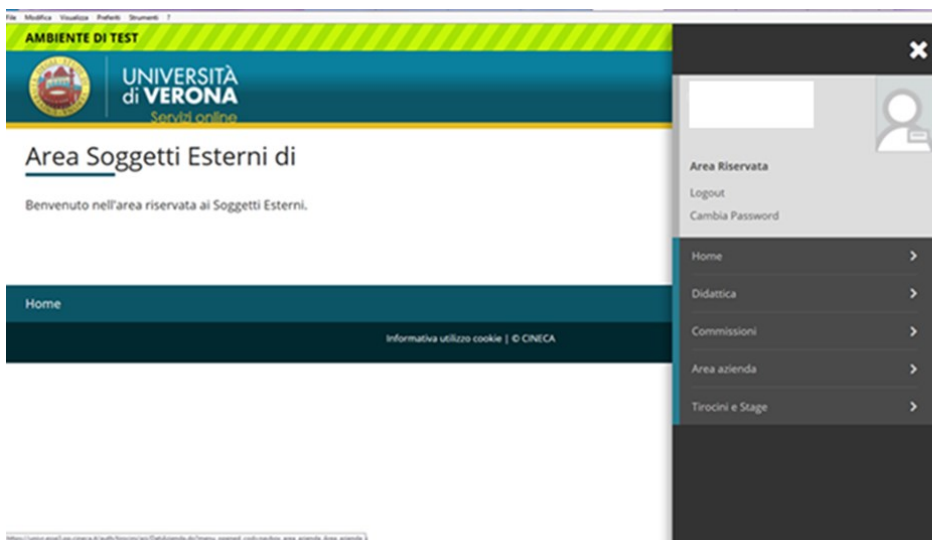 File Modifica Visualizza Preferiti Strumenti ?
AMBIENTE DI TEST
UNIVERSITÀ
di VERONA
Servizi online
Area Soggetti Esterni di
Benvenuto nell'area riservata ai Soggetti Esterni.
Home
Informativa utilizzo cookie | © CINECA
Area Riservata
Logout
Cambia Password
Home
Didattica
Commissioni
Area azienda
Tirocini e Stage